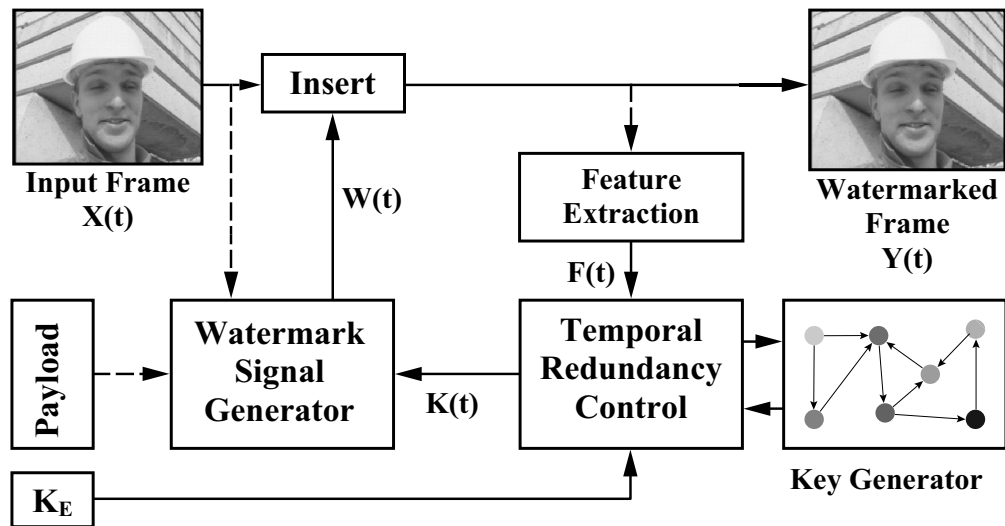 Insert
Input Frame
X(t)
W(t)
Feature
Extraction
Watermarked
Frame
Y(t)
F(t)
Payload
Watermark
Signal
Generator
K(t)
Temporal
Redundancy
Control
Key Generator
K_E